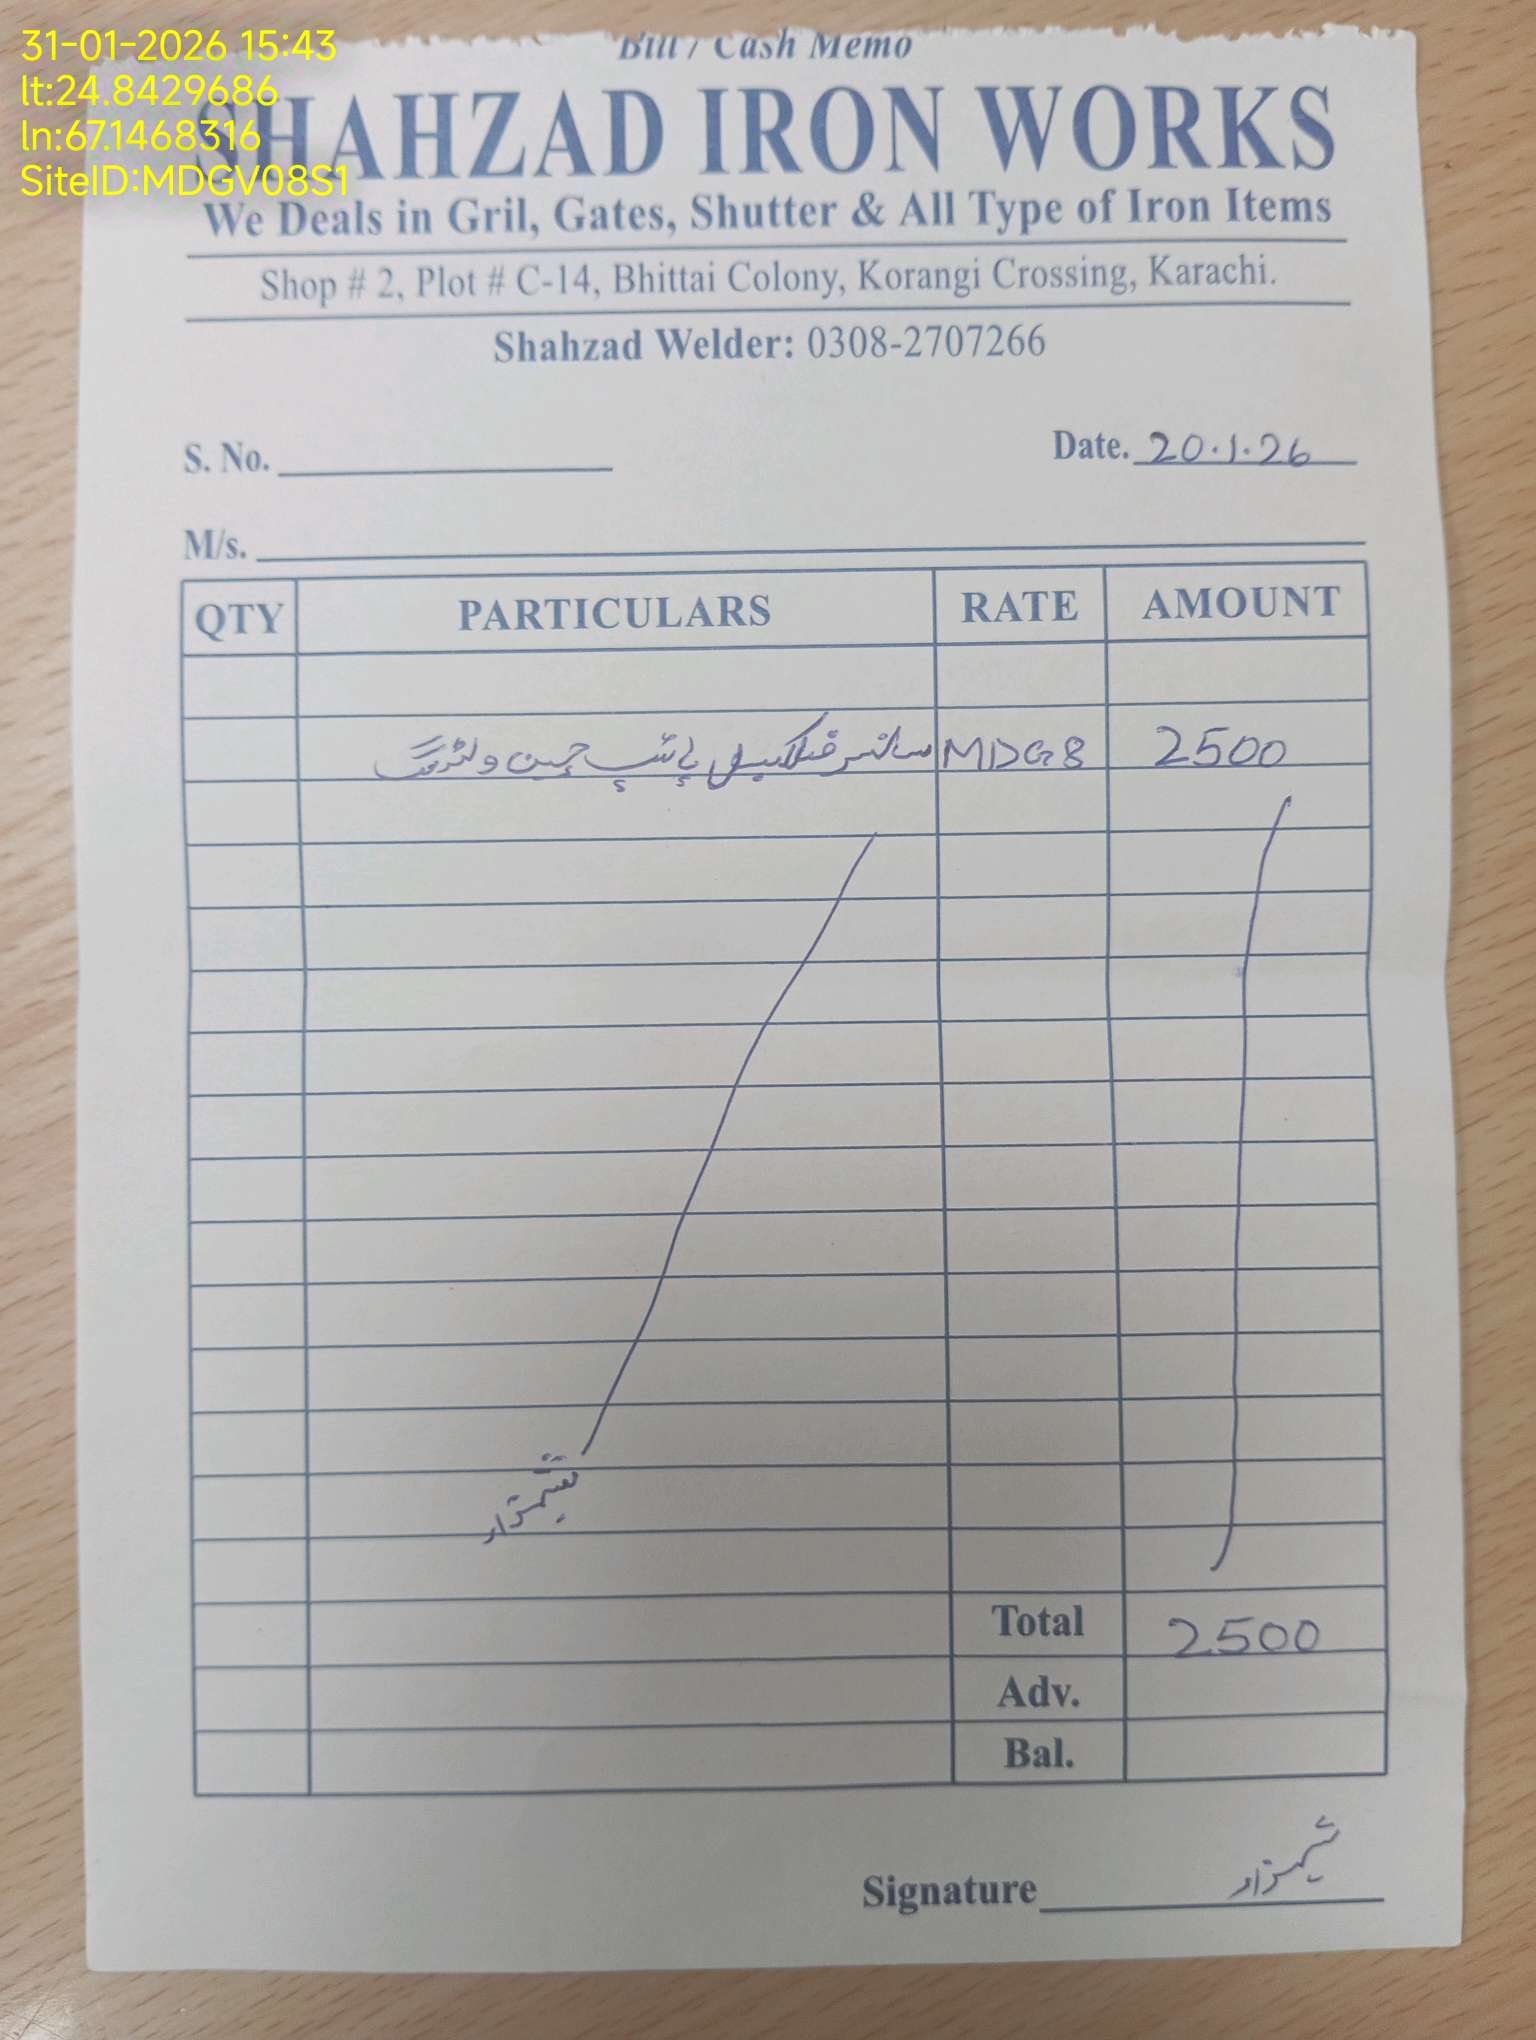 31-01-2026 15:43
lt:24.8429686
ln:67.1468316
SiteID:MDGV08S1
Bill / Cash Memo
SHAHZAD IRON WORKS
We Deals in Gril, Gates, Shutter & All Type of Iron Items
Shop # 2, Plot # C-14, Bhittai Colony, Korangi Crossing, Karachi.
Shahzad Welder: 0308-2707266
S. No. Date. 20.1.26
M/s.
QTY PARTICULARS RATE AMOUNT
پائپ چین ولڈنگ MDG8 2500
Total 2500
Adv.
Bal.
Signature